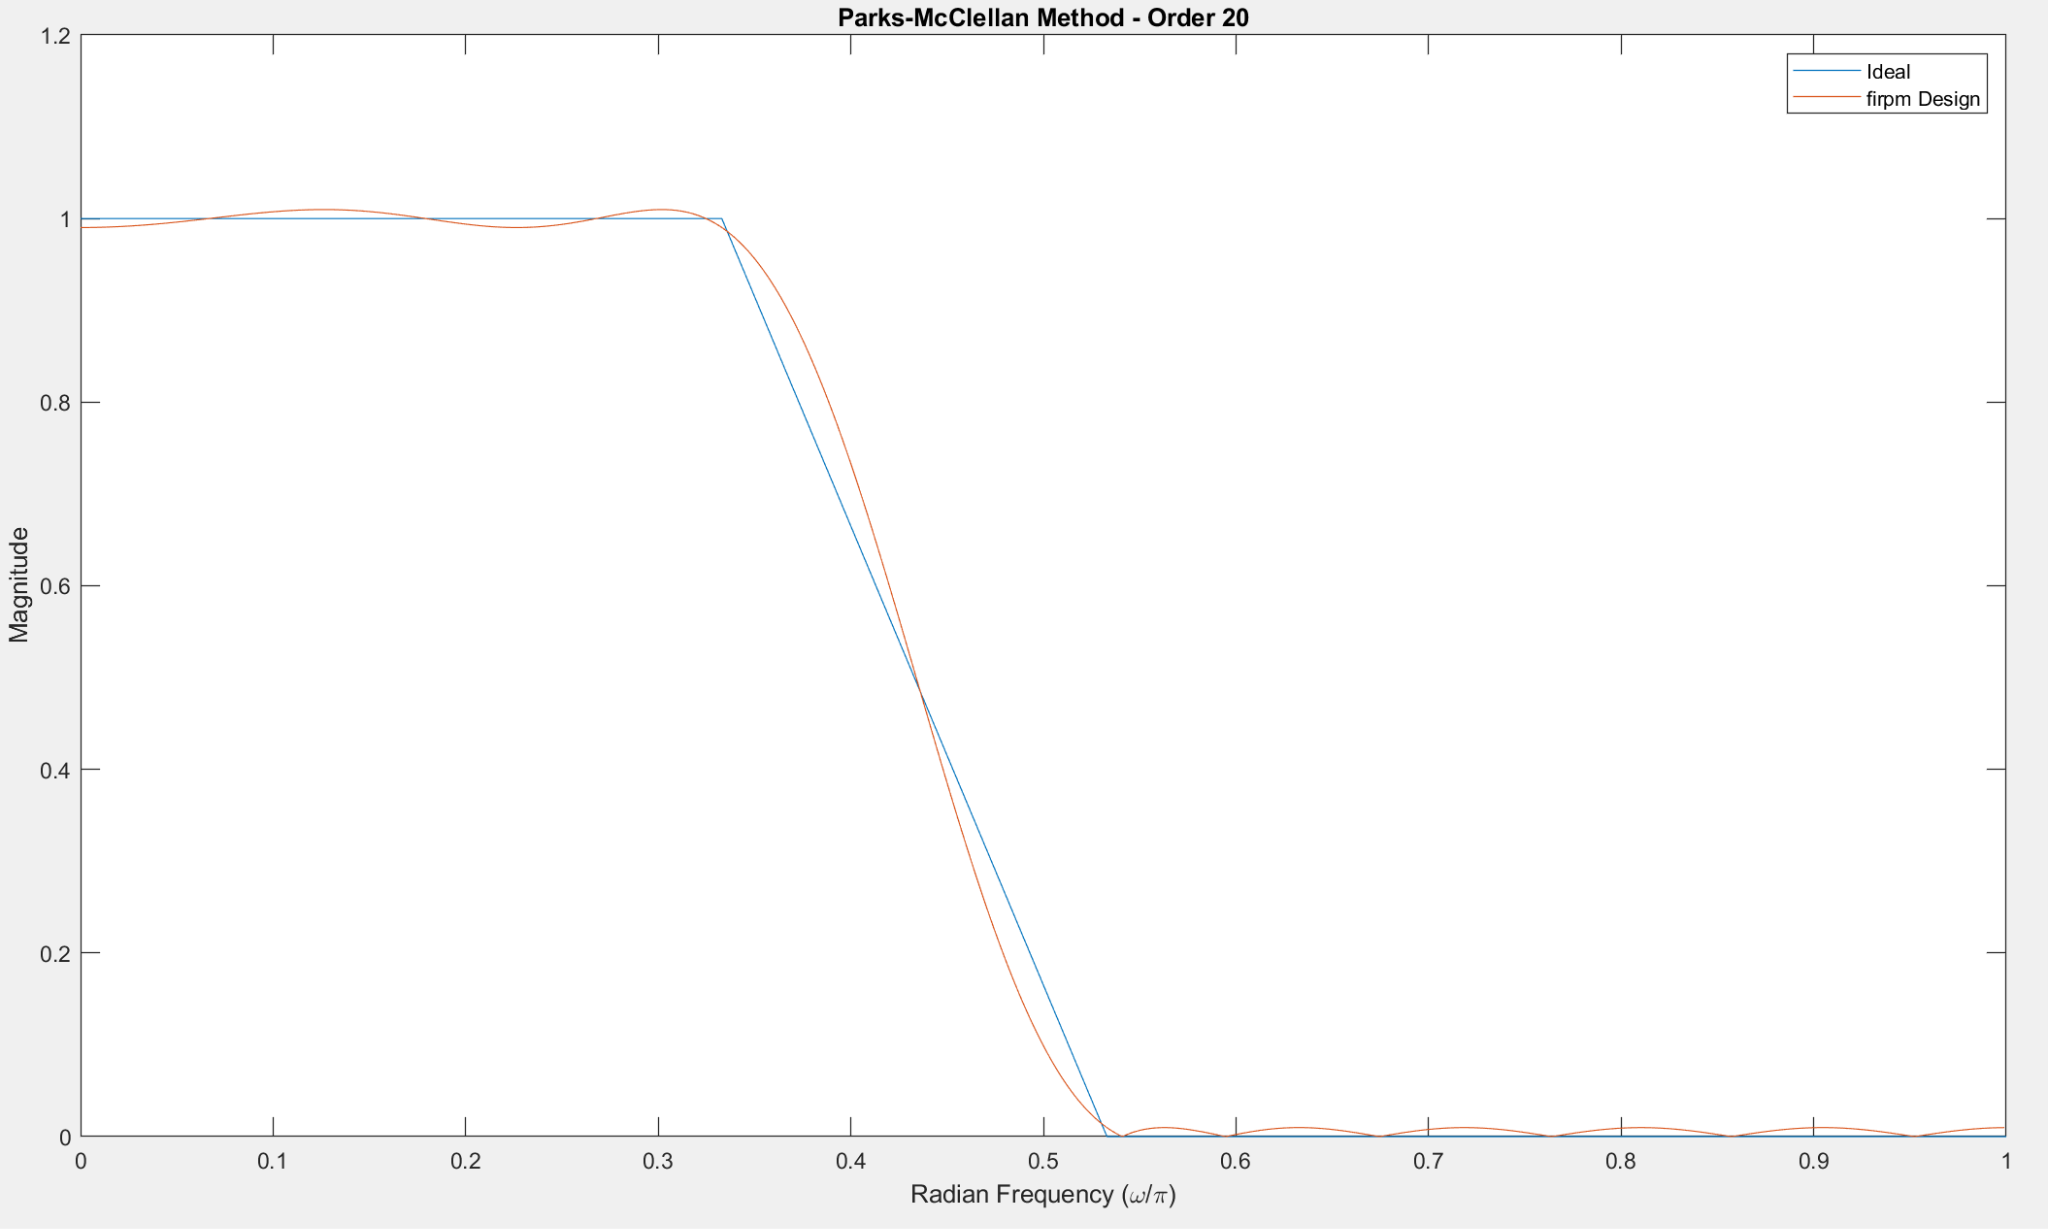 Parks-McClellan Method - Order 20
1.2
Ideal
firpm Design
1
0.8
0.6
0.4
0.2
0
Magnitude
0 0.1 0.2 0.3 0.4 0.5 0.6 0.7 0.8 0.9 1
Radian Frequency (ω/π)